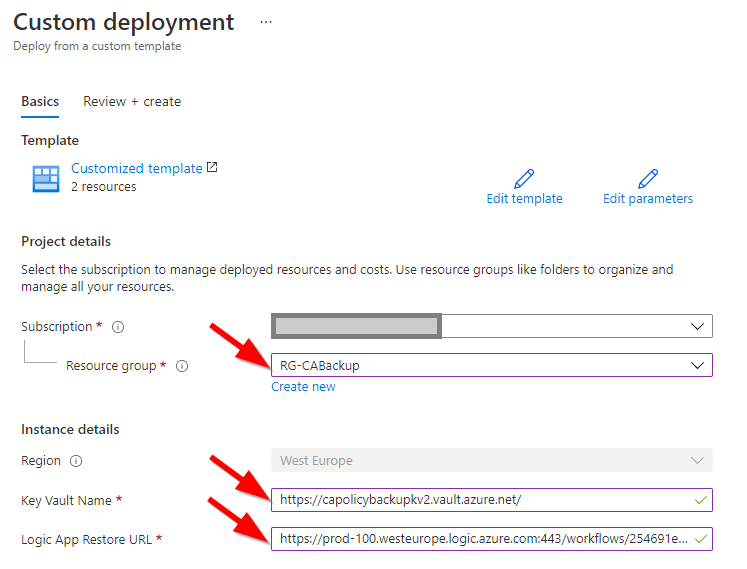 Custom deployment ...
Deploy from a custom template
Basics Review + create
Template
Customized template
2 resources
Edit template Edit parameters
Project details
Select the subscription to manage deployed resources and costs. Use resource groups like folders to organize and
manage all your resources.
Subscription *
Resource group * RG-CABackup
Create new
Instance details
Region West Europe
Key Vault Name * https://capolicybackupkv2.vault.azure.net/
Logic App Restore URL * https://prod-100.westeurope.logic.azure.com:443/workflows/254691e...